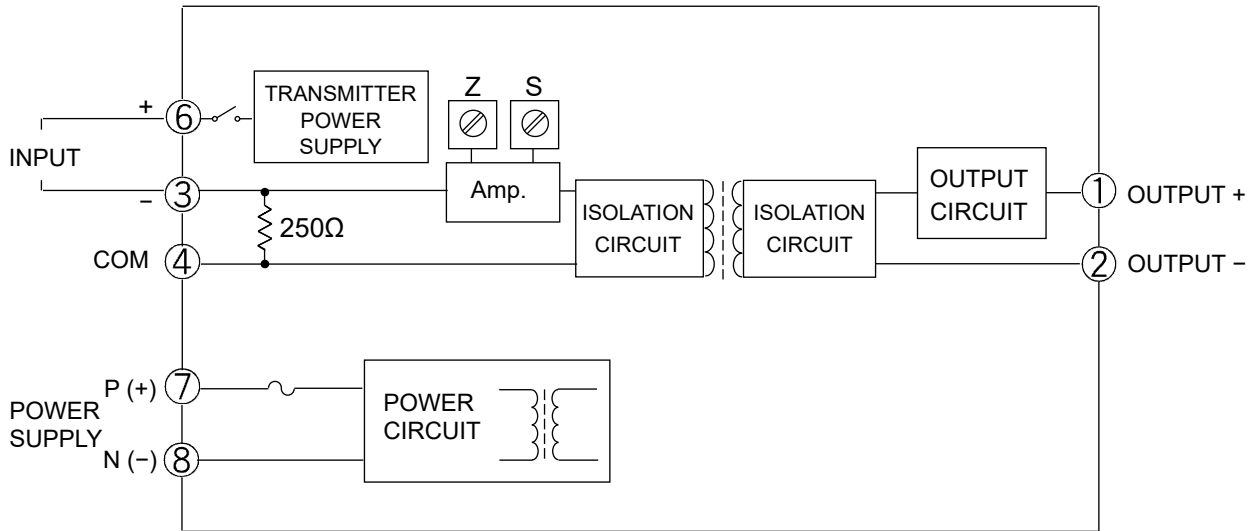 Z
S
+
6
TRANSMITTER
POWER
SUPPLY
INPUT
−
3
Amp.
250Ω
ISOLATION
CIRCUIT
ISOLATION
CIRCUIT
OUTPUT
CIRCUIT
1
OUTPUT +
COM
4
2
OUTPUT −
POWER
SUPPLY
P (+)
7
N (−)
8
POWER
CIRCUIT